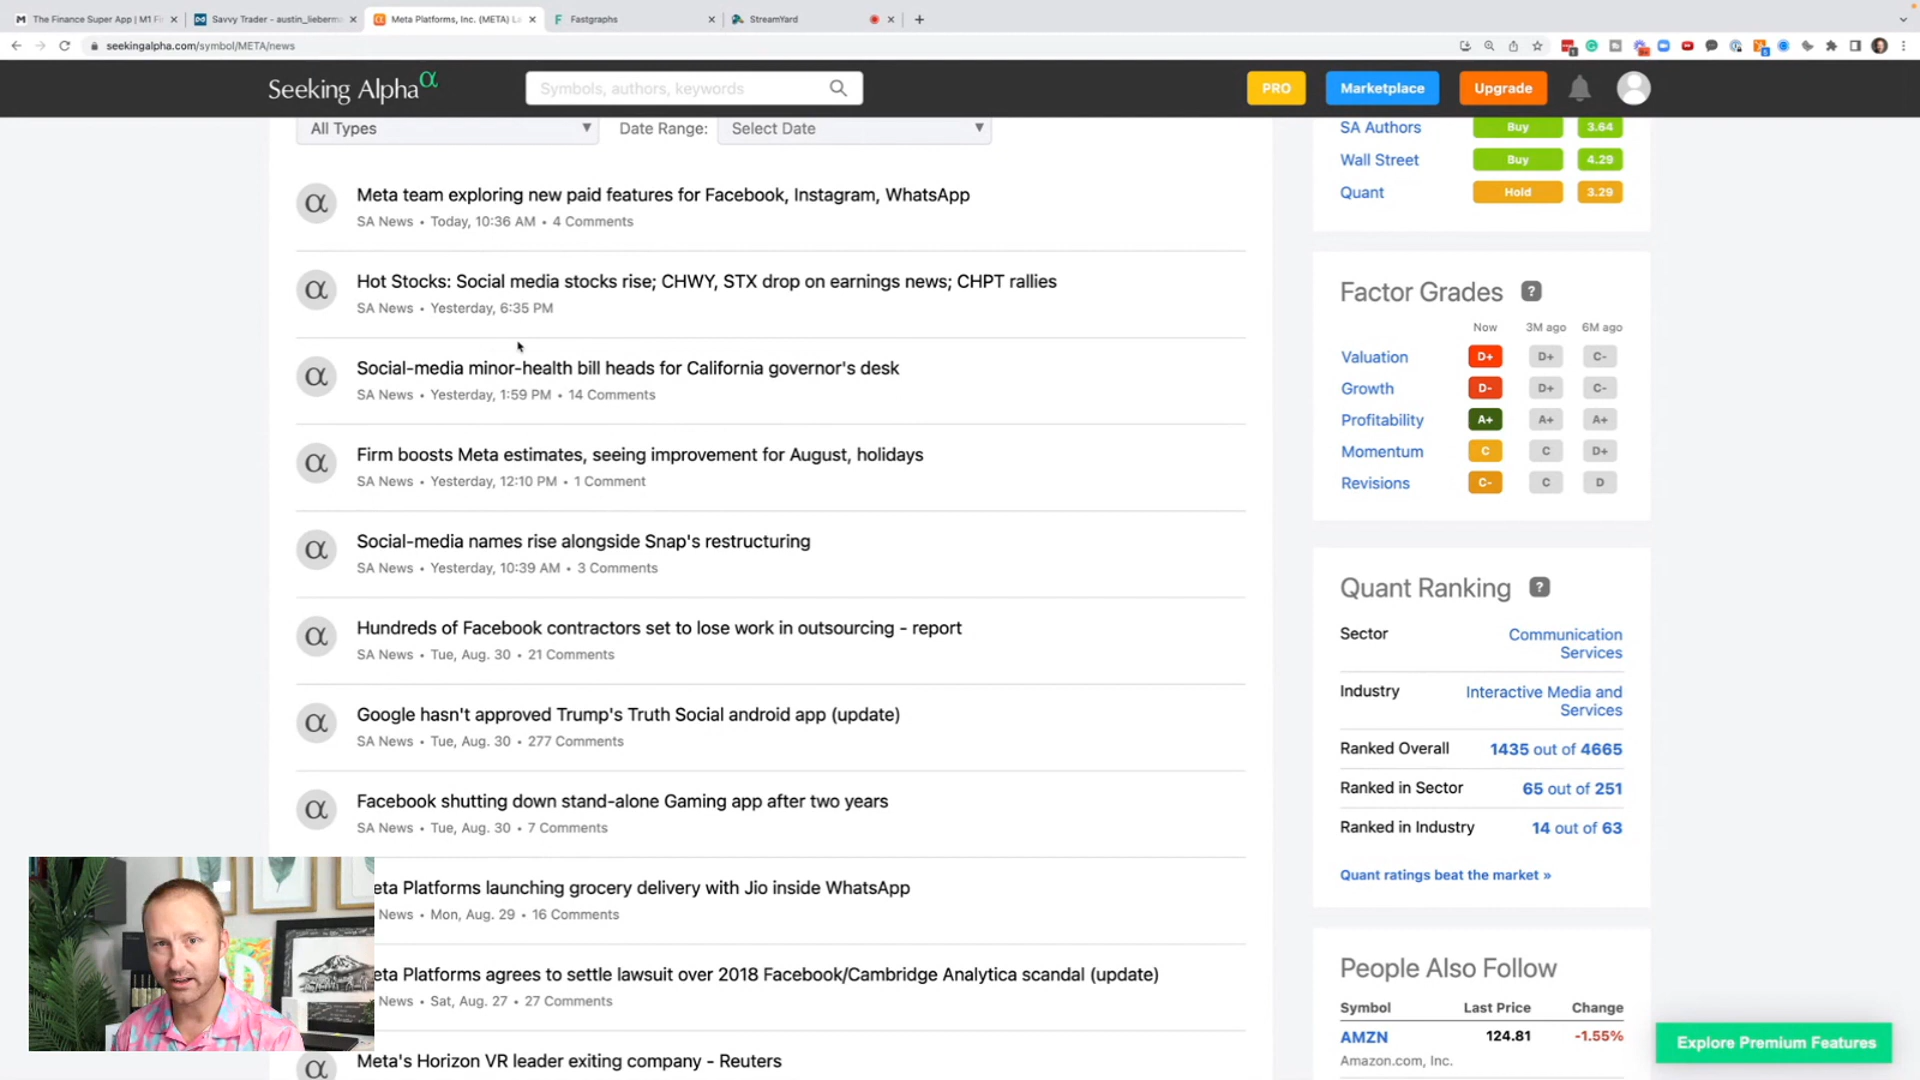 The Finance Super App | M1 Fi
Savvy Trader - austin_lieberma
Meta Platforms, Inc. (META) La
Fastgraphs
StreamYard
seekingalpha.com/symbol/META/news
Seeking Alpha α
Symbols, authors, keywords
PRO
Marketplace
Upgrade
All Types
Date Range:
Select Date
Meta team exploring new paid features for Facebook, Instagram, WhatsApp
SA News • Today, 10:36 AM • 4 Comments
Hot Stocks: Social media stocks rise; CHWY, STX drop on earnings news; CHPT rallies
SA News • Yesterday, 6:35 PM
Social-media minor-health bill heads for California governor's desk
SA News • Yesterday, 1:59 PM • 14 Comments
Firm boosts Meta estimates, seeing improvement for August, holidays
SA News • Yesterday, 12:10 PM • 1 Comment
Social-media names rise alongside Snap's restructuring
SA News • Yesterday, 10:39 AM • 3 Comments
Hundreds of Facebook contractors set to lose work in outsourcing - report
SA News • Tue, Aug. 30 • 21 Comments
Google hasn't approved Trump's Truth Social android app (update)
SA News • Tue, Aug. 30 • 277 Comments
Facebook shutting down stand-alone Gaming app after two years
SA News • Tue, Aug. 30 • 7 Comments
eta Platforms launching grocery delivery with Jio inside WhatsApp
News • Mon, Aug. 29 • 16 Comments
eta Platforms agrees to settle lawsuit over 2018 Facebook/Cambridge Analytica scandal (update)
News • Sat, Aug. 27 • 27 Comments
Meta's Horizon VR leader exiting company - Reuters
SA Authors Buy 3.64
Wall Street Buy 4.29
Quant Hold 3.29
Factor Grades ?
Now 3M ago 6M ago
Valuation D+ D+ C-
Growth D- D+ C-
Profitability A+ A+ A+
Momentum C C D+
Revisions C- C D
Quant Ranking ?
Sector Communication
Services
Industry Interactive Media and
Services
Ranked Overall 1435 out of 4665
Ranked in Sector 65 out of 251
Ranked in Industry 14 out of 63
Quant ratings beat the market »
People Also Follow
Symbol Last Price Change
AMZN 124.81 -1.55%
Amazon.com, Inc.
Explore Premium Features